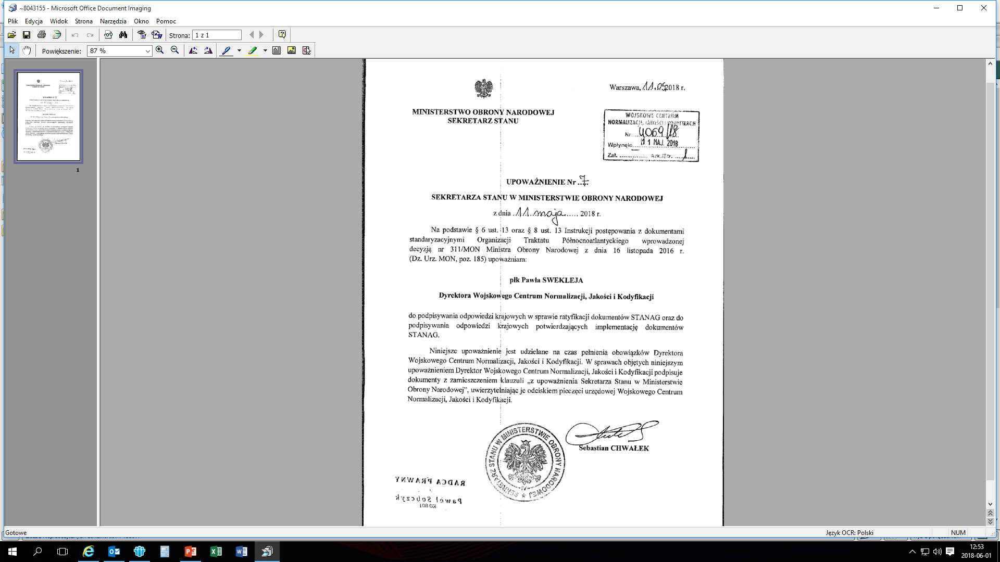 ~8043155 - Microsoft Office Document Imaging
Plik Edycja Widok Strona Narzędzia Okno Pomoc
Strona: 1 z 1
Powiększenie: 87 %
1
Warszawa, 11.05.2018 r.
MINISTERSTWO OBRONY NARODOWEJ
SEKRETARZ STANU
WOJSKOWE CENTRUM
NORMALIZACJI, JAKOŚCI I KODYFIKACJI
Nr 4069/18
Wpłynęło 11 MAJ. 2018
Zał. ............... Ark./Str. ....1....
UPOWAŻNIENIE Nr ..7..
SEKRETARZA STANU W MINISTERSTWIE OBRONY NARODOWEJ
z dnia 11 maja ..... 2018 r.
Na podstawie § 6 ust. 13 oraz § 8 ust. 13 Instrukcji postępowania z dokumentami
standaryzacyjnymi Organizacji Traktatu Północnoatlantyckiego wprowadzonej
decyzją nr 311/MON Ministra Obrony Narodowej z dnia 16 listopada 2016 r.
(Dz. Urz. MON, poz. 185) upoważniam:
płk Pawła SWEKLEJA
Dyrektora Wojskowego Centrum Normalizacji, Jakości i Kodyfikacji
do podpisywania odpowiedzi krajowych w sprawie ratyfikacji dokumentów STANAG oraz do
podpisywania odpowiedzi krajowych potwierdzających implementację dokumentów
STANAG.
Niniejsze upoważnienie jest udzielane na czas pełnienia obowiązków Dyrektora
Wojskowego Centrum Normalizacji, Jakości i Kodyfikacji. W sprawach objętych niniejszym
upoważnieniem Dyrektor Wojskowego Centrum Normalizacji, Jakości i Kodyfikacji podpisuje
dokumenty z zamieszczeniem klauzuli „z upoważnienia Sekretarza Stanu w Ministerstwie
Obrony Narodowej”, uwierzytelniając je odciskiem pieczęci urzędowej Wojskowego Centrum
Normalizacji, Jakości i Kodyfikacji.
SEKRETARZ STANU W MINISTERSTWIE OBRONY NARODOWEJ
IV
Sebastian CHWAŁEK
RADCA PRAWNY
Paweł Sobczyk
KO 801
Gotowe
Język OCR: Polski
NUM
12:53
2018-06-01